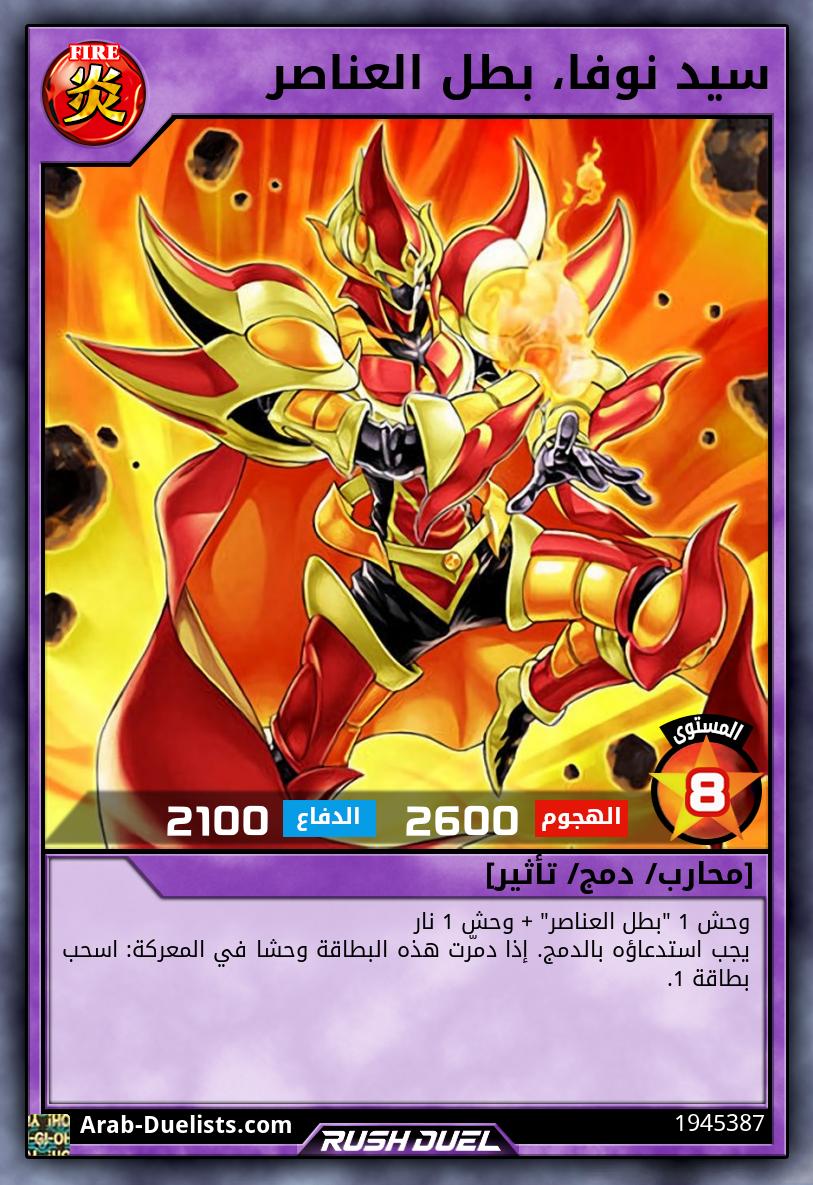 FIRE
炎
سيد نوفا، بطل العناصر
المستوى
8
الهجوم 2600 الدفاع 2100
[محارب/ دمج/ تأثير]
وحش 1 "بطل العناصر" + وحش 1 نار
يجب استدعاؤه بالدمج. إذا دمّرت هذه البطاقة وحشا في المعركة: اسحب
بطاقة 1.
Arab-Duelists.com
RUSH DUEL
1945387